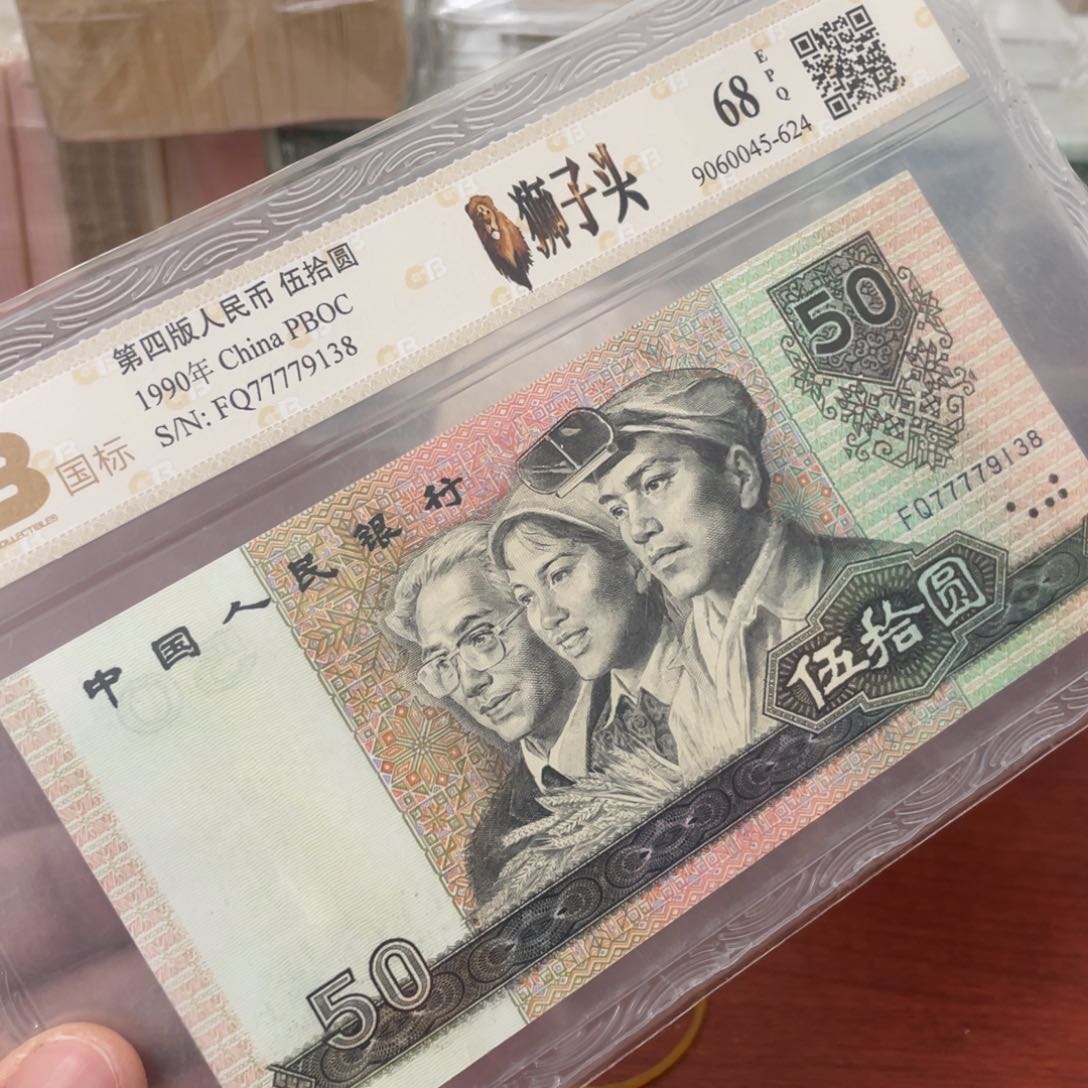 第四版人民币 伍拾圆
1990年 China PBOC
S/N: FQ77779138
国标
狮子头
68
EPQ
9060045-624
中国人民银行
50
FQ77779138
伍拾圆
50